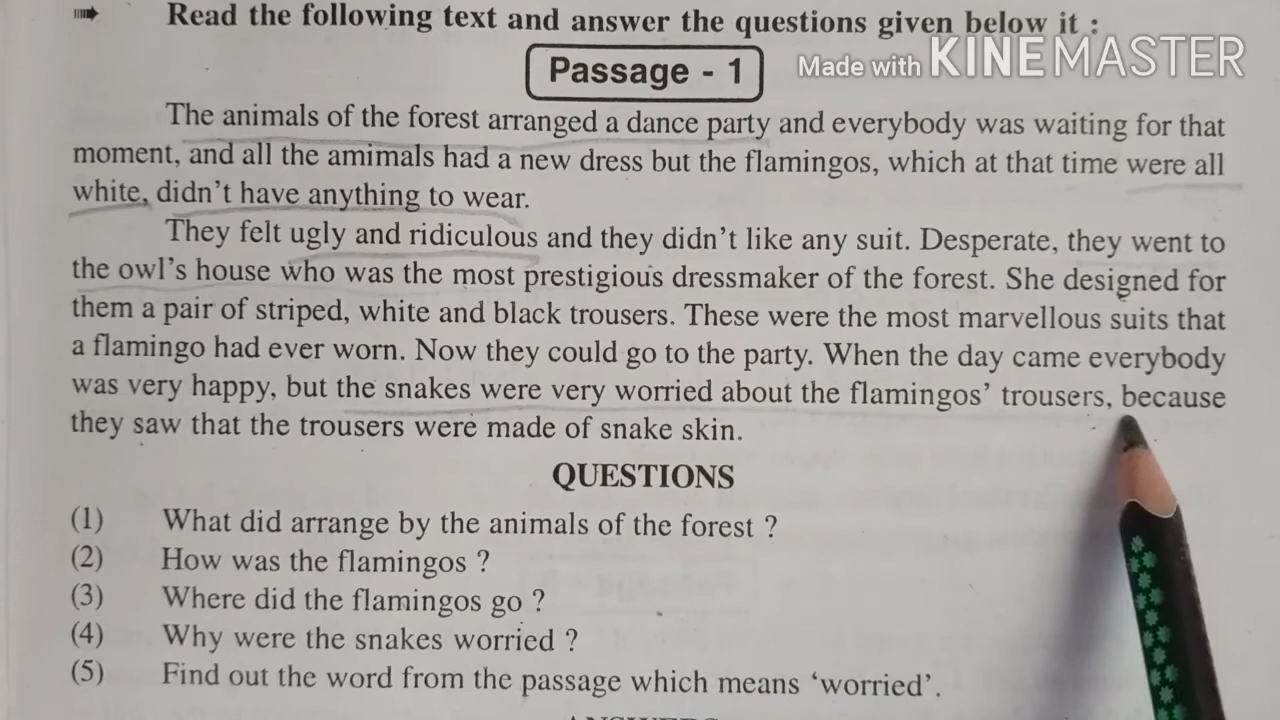 Read the following text and answer the questions given below it :
Passage - 1
Made with KINEMASTER
The animals of the forest arranged a dance party and everybody was waiting for that
moment, and all the amimals had a new dress but the flamingos, which at that time were all
white, didn't have anything to wear.
They felt ugly and ridiculous and they didn't like any suit. Desperate, they went to
the owl's house who was the most prestigious dressmaker of the forest. She designed for
them a pair of striped, white and black trousers. These were the most marvellous suits that
a flamingo had ever worn. Now they could go to the party. When the day came everybody
was very happy, but the snakes were very worried about the flamingos' trousers, because
they saw that the trousers were made of snake skin.
QUESTIONS
(1) What did arrange by the animals of the forest ?
(2) How was the flamingos ?
(3) Where did the flamingos go ?
(4) Why were the snakes worried ?
(5) Find out the word from the passage which means 'worried'.